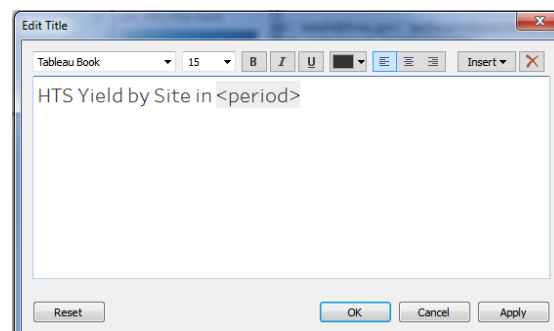 Edit Title
Tableau Book 15 B I U Insert
HTS Yield by Site in <period>
Reset OK Cancel Apply